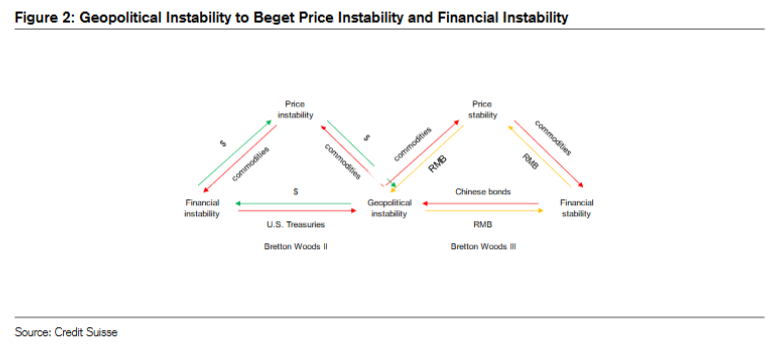 Figure 2: Geopolitical Instability to Beget Price Instability and Financial Instability
Price
instability
Price
stability
$
commodities
$
commodities
commodities
RMB
commodities
RMB
Financial
instability
$
U.S. Treasuries
Bretton Woods II
Geopolitical
instability
Chinese bonds
RMB
Bretton Woods III
Financial
stability
Source: Credit Suisse